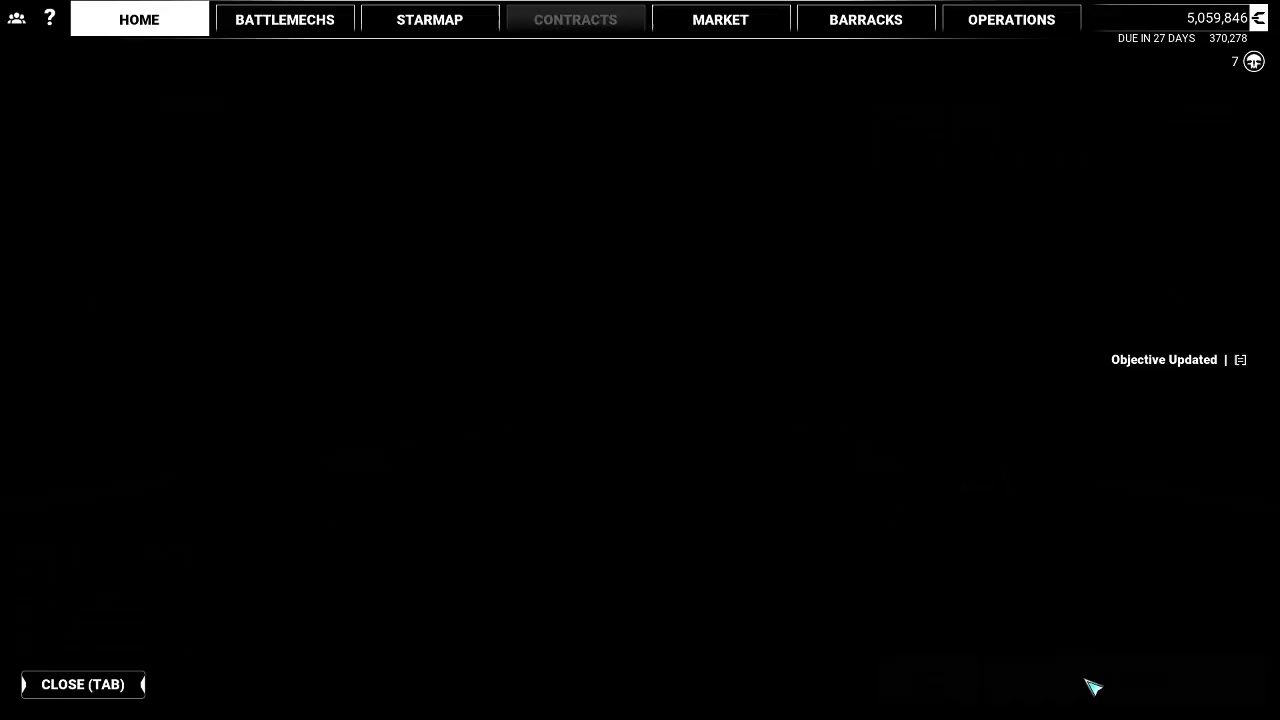 ?
HOME
BATTLEMECHS
STARMAP
CONTRACTS
MARKET
BARRACKS
OPERATIONS
5,059,846
DUE IN 27 DAYS 370,278
7
Objective Updated |
CLOSE (TAB)